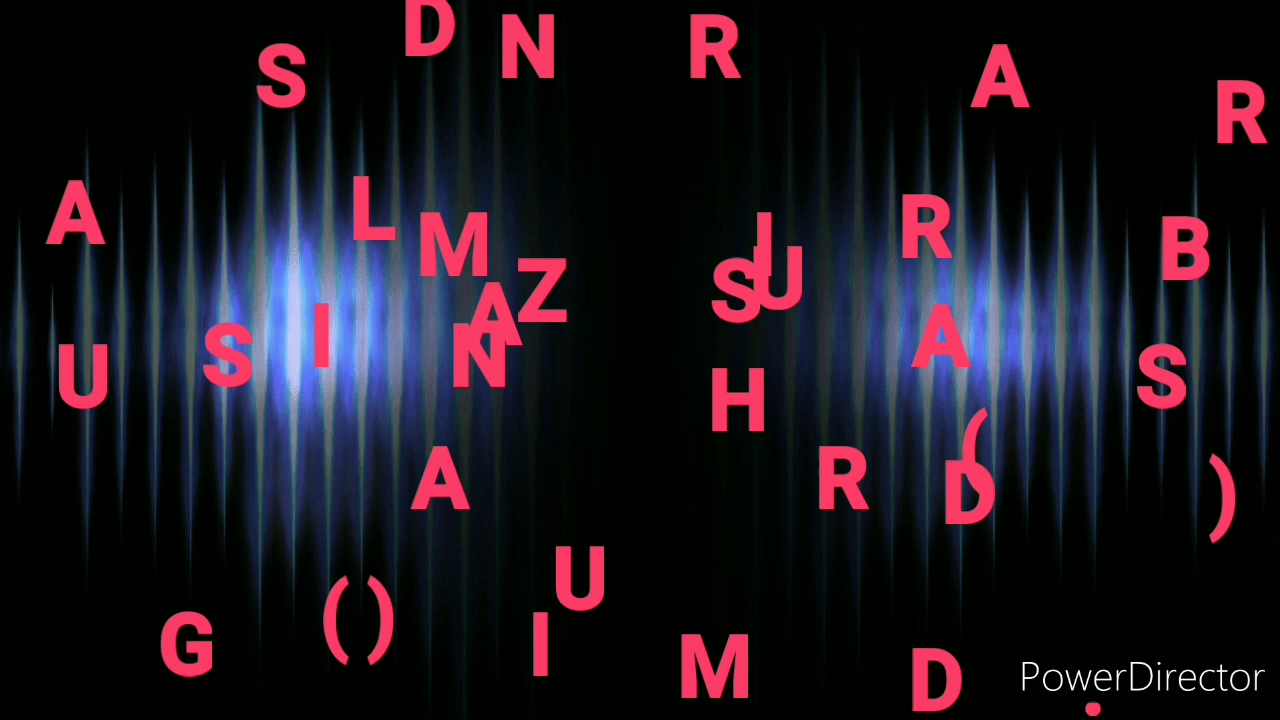 D N R
S A R
A L M I R B
S U A Z
U S I N A S
H (
A R D )
U
G ( ) I M D .
PowerDirector